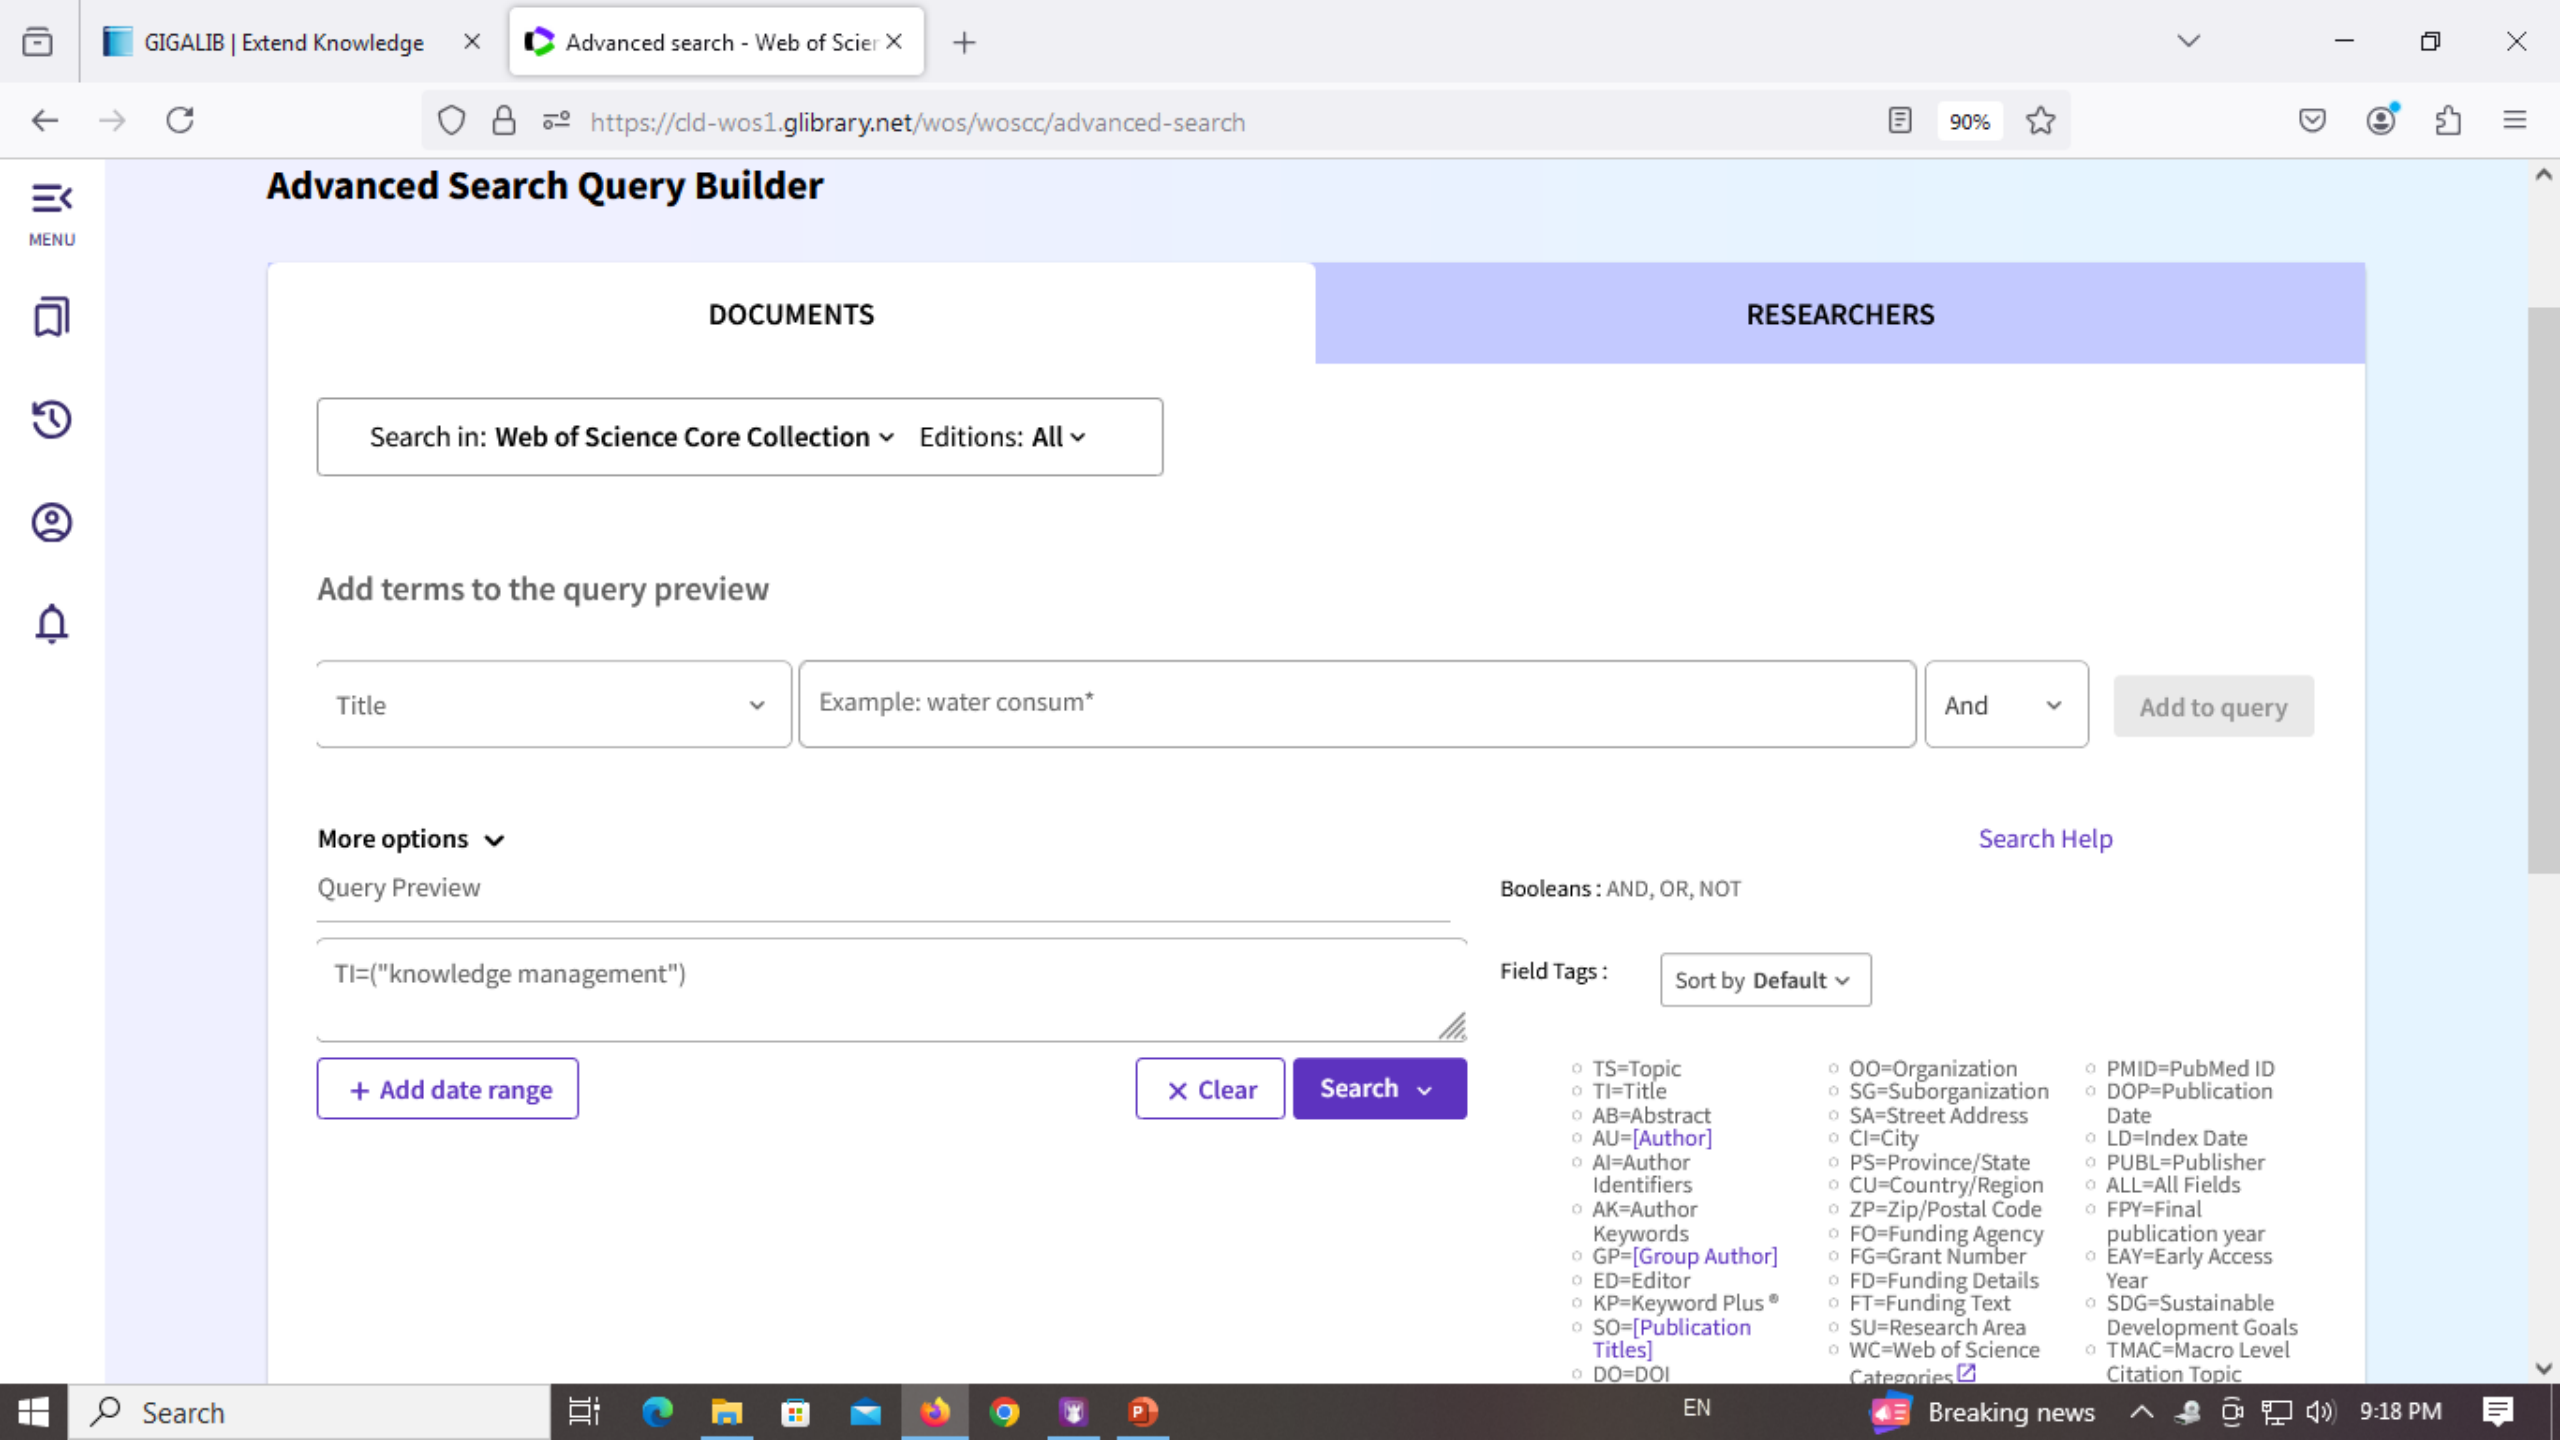 GIGALIB | Extend Knowledge
Advanced search - Web of Scien
https://cld-wos1.glibrary.net/wos/woscc/advanced-search
90%
MENU
Advanced Search Query Builder
DOCUMENTS
RESEARCHERS
Search in: Web of Science Core Collection
Editions: All
Add terms to the query preview
Title
Example: water consum*
And
Add to query
More options
Search Help
Query Preview
Booleans : AND, OR, NOT
TI=("knowledge management")
Field Tags :
Sort by Default
+ Add date range
× Clear
Search
TS=Topic
TI=Title
AB=Abstract
AU=[Author]
AI=Author
Identifiers
AK=Author
Keywords
GP=[Group Author]
ED=Editor
KP=Keyword Plus ®
SO=[Publication
Titles]
DO=DOI
OO=Organization
SG=Suborganization
SA=Street Address
CI=City
PS=Province/State
CU=Country/Region
ZP=Zip/Postal Code
FO=Funding Agency
FG=Grant Number
FD=Funding Details
FT=Funding Text
SU=Research Area
WC=Web of Science
Categories
PMID=PubMed ID
DOP=Publication
Date
LD=Index Date
PUBL=Publisher
ALL=All Fields
FPY=Final
publication year
EAY=Early Access
Year
SDG=Sustainable
Development Goals
TMAC=Macro Level
Citation Topic
Search
EN
Breaking news
9:18 PM